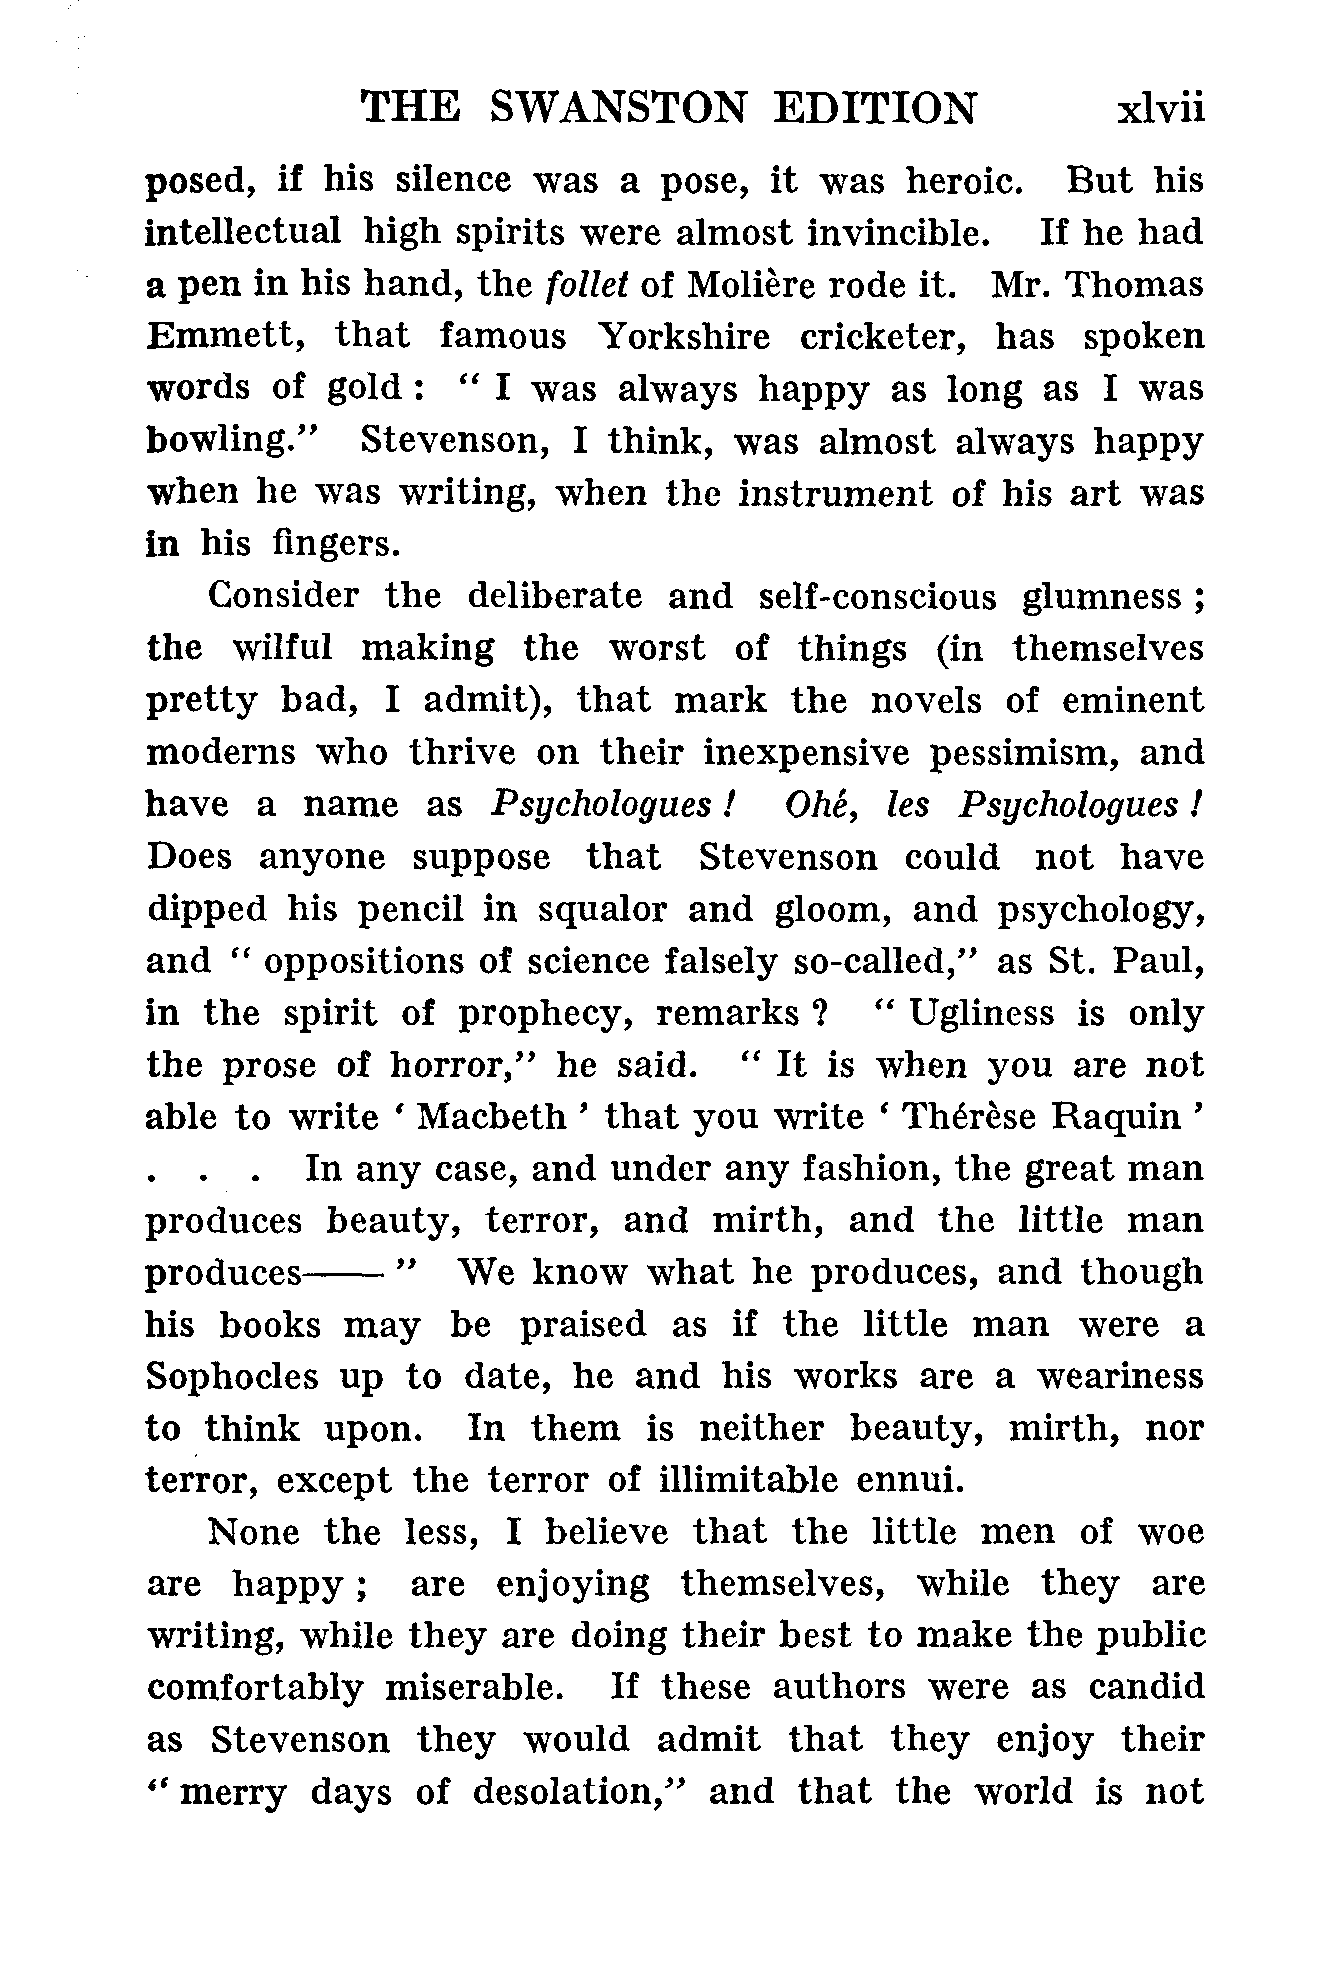 THE SWANSTON EDITION xlvii
posed, if his silence was a pose, it was heroic. But his
intellectual high spirits were almost invincible. If he had
a pen in his hand, the follet of Molière rode it. Mr. Thomas
Emmett, that famous Yorkshire cricketer, has spoken
words of gold : “ I was always happy as long as I was
bowling.” Stevenson, I think, was almost always happy
when he was writing, when the instrument of his art was
in his fingers.
Consider the deliberate and self-conscious glumness ;
the wilful making the worst of things (in themselves
pretty bad, I admit), that mark the novels of eminent
moderns who thrive on their inexpensive pessimism, and
have a name as Psychologues ! Ohé, les Psychologues !
Does anyone suppose that Stevenson could not have
dipped his pencil in squalor and gloom, and psychology,
and “ oppositions of science falsely so-called,” as St. Paul,
in the spirit of prophecy, remarks ? “ Ugliness is only
the prose of horror,” he said. “ It is when you are not
able to write ‘ Macbeth ’ that you write ‘ Thérèse Raquin ’
. . . In any case, and under any fashion, the great man
produces beauty, terror, and mirth, and the little man
produces—— ” We know what he produces, and though
his books may be praised as if the little man were a
Sophocles up to date, he and his works are a weariness
to think upon. In them is neither beauty, mirth, nor
terror, except the terror of illimitable ennui.
None the less, I believe that the little men of woe
are happy ; are enjoying themselves, while they are
writing, while they are doing their best to make the public
comfortably miserable. If these authors were as candid
as Stevenson they would admit that they enjoy their
“ merry days of desolation,” and that the world is not